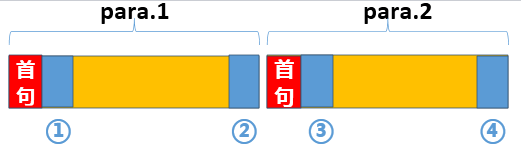 para.1 para.2
首句 首句
① ② ③ ④